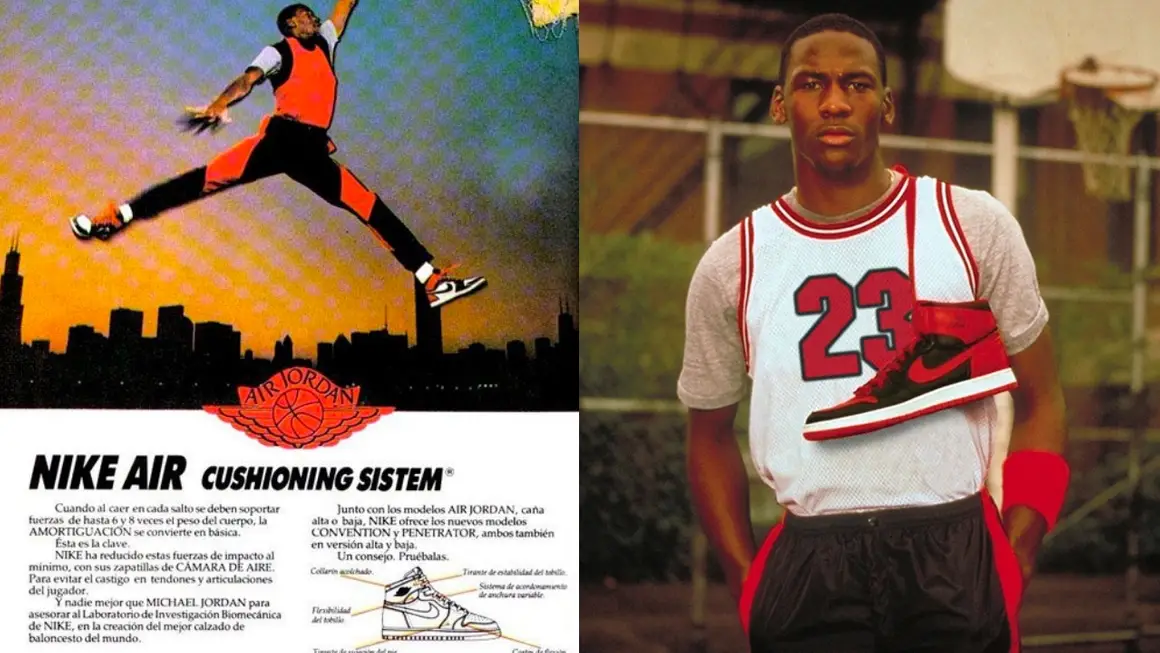 AIR JORDAN
NIKE AIR CUSHIONING SISTEM®
Cuando al caer en cada salto se deben soportar
fuerzas de hasta 6 y 8 veces el peso del cuerpo, la
AMORTIGUACIÓN se convierte en básica.
Ésta es la clave.
NIKE ha reducido estas fuerzas de impacto al
mínimo, con sus zapatillas de CÁMARA DE AIRE.
Para evitar el castigo en tendones y articulaciones
del jugador.
Y nadie mejor que MICHAEL JORDAN para
asesorar al Laboratorio de Investigación Biomecánica
de NIKE, en la creación del mejor calzado de
baloncesto del mundo.
Junto con los modelos AIR JORDAN, caña
alta o baja, NIKE ofrece los nuevos modelos
CONVENTION y PENETRATOR, ambos también
en versión alta y baja.
Un consejo. Pruébalas.
Collarín acolchado.
Tirante de estabilidad del tobillo.
Sistema de acordonamiento
de anchura variable.
Flexibilidad
del tobillo.
23